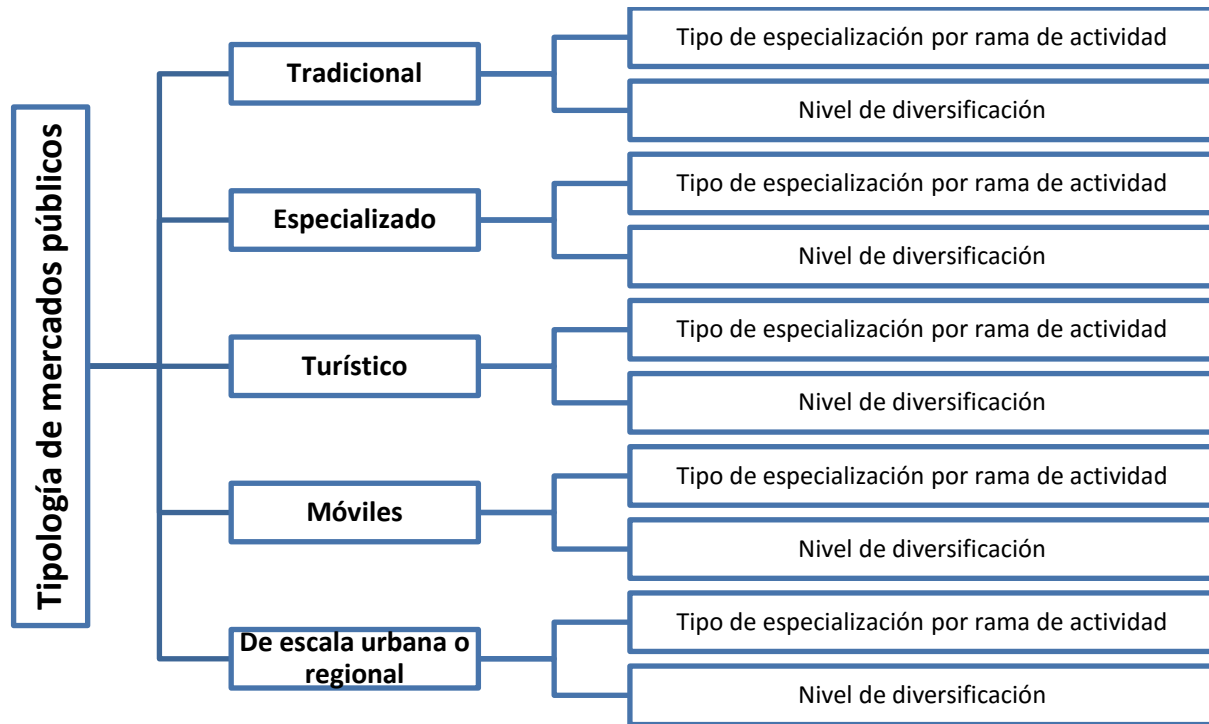 Tipología de mercados públicos
Tradicional
Tipo de especialización por rama de actividad
Nivel de diversificación
Especializado
Tipo de especialización por rama de actividad
Nivel de diversificación
Turístico
Tipo de especialización por rama de actividad
Nivel de diversificación
Móviles
Tipo de especialización por rama de actividad
Nivel de diversificación
De escala urbana o
regional
Tipo de especialización por rama de actividad
Nivel de diversificación